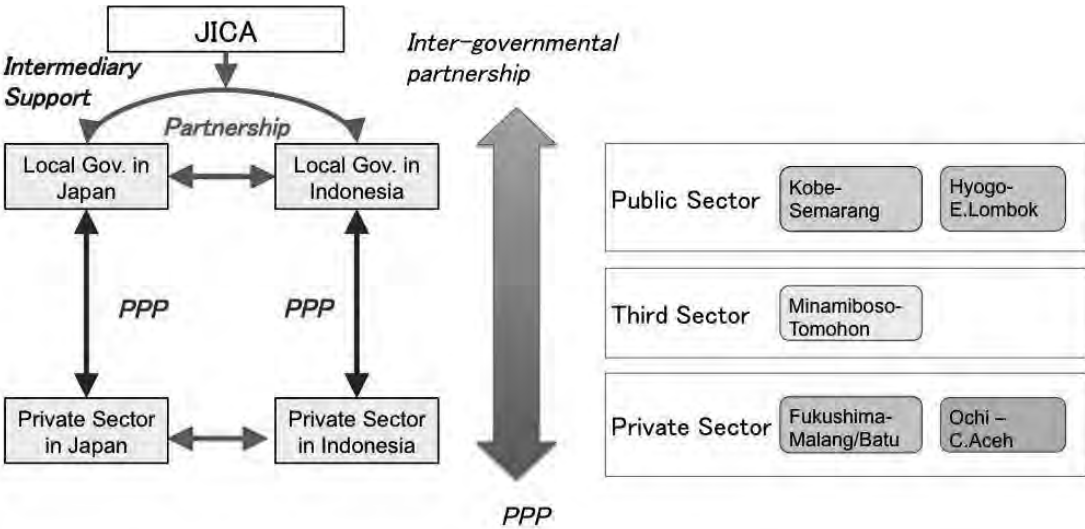 JICA
Inter-governmental
partnership
Intermediary
Support
Partnership
Local Gov. in
Japan
Local Gov. in
Indonesia
PPP
PPP
Private Sector
in Japan
Private Sector
in Indonesia
PPP
Public Sector
Kobe-
Semarang
Hyogo-
E.Lombok
Third Sector
Minamiboso-
Tomohon
Private Sector
Fukushima-
Malang/Batu
Ochi –
C.Aceh